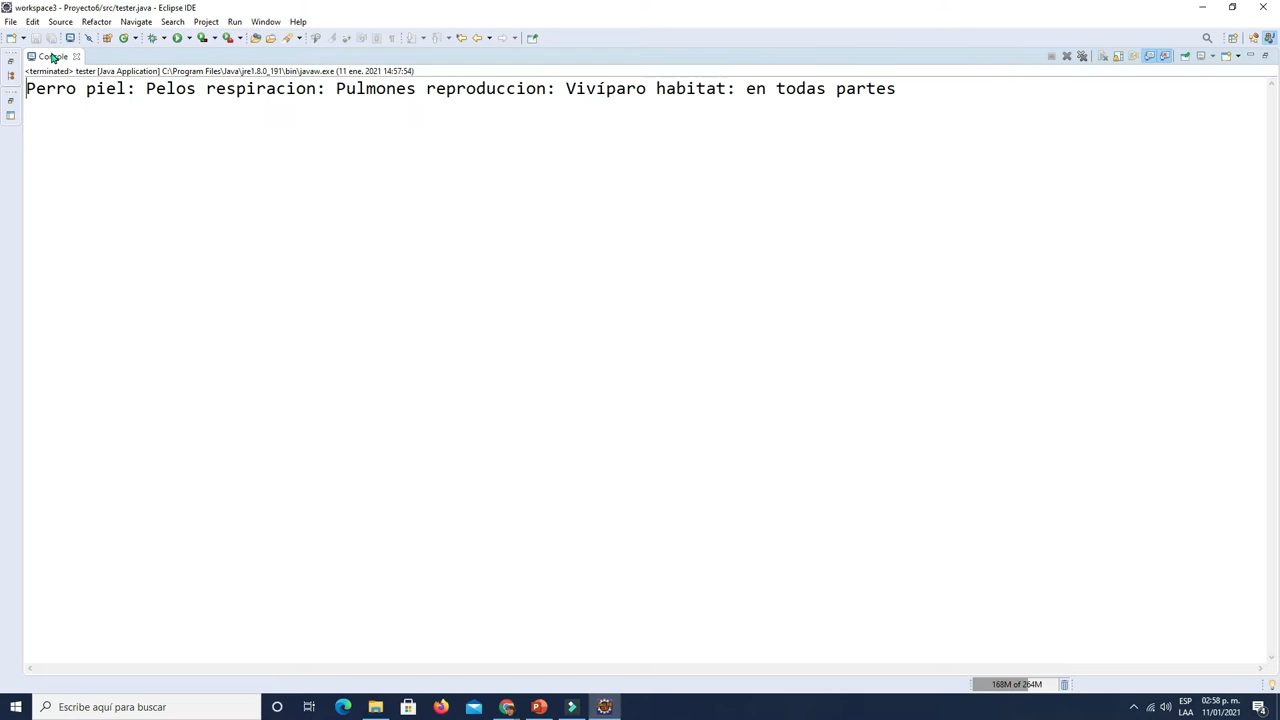 workspace3 - Proyecto6/src/tester.java - Eclipse IDE
File Edit Source Refactor Navigate Search Project Run Window Help
Console
<terminated> tester [Java Application] C:\Program Files\Java\jre1.8.0_191\bin\javaw.exe (11 ene. 2021 14:57:54)
Perro piel: Pelos respiracion: Pulmones reproduccion: Vivíparo habitat: en todas partes
168M of 264M
Escribe aquí para buscar
ESP
LAA
02:58 p. m.
11/01/2021
4